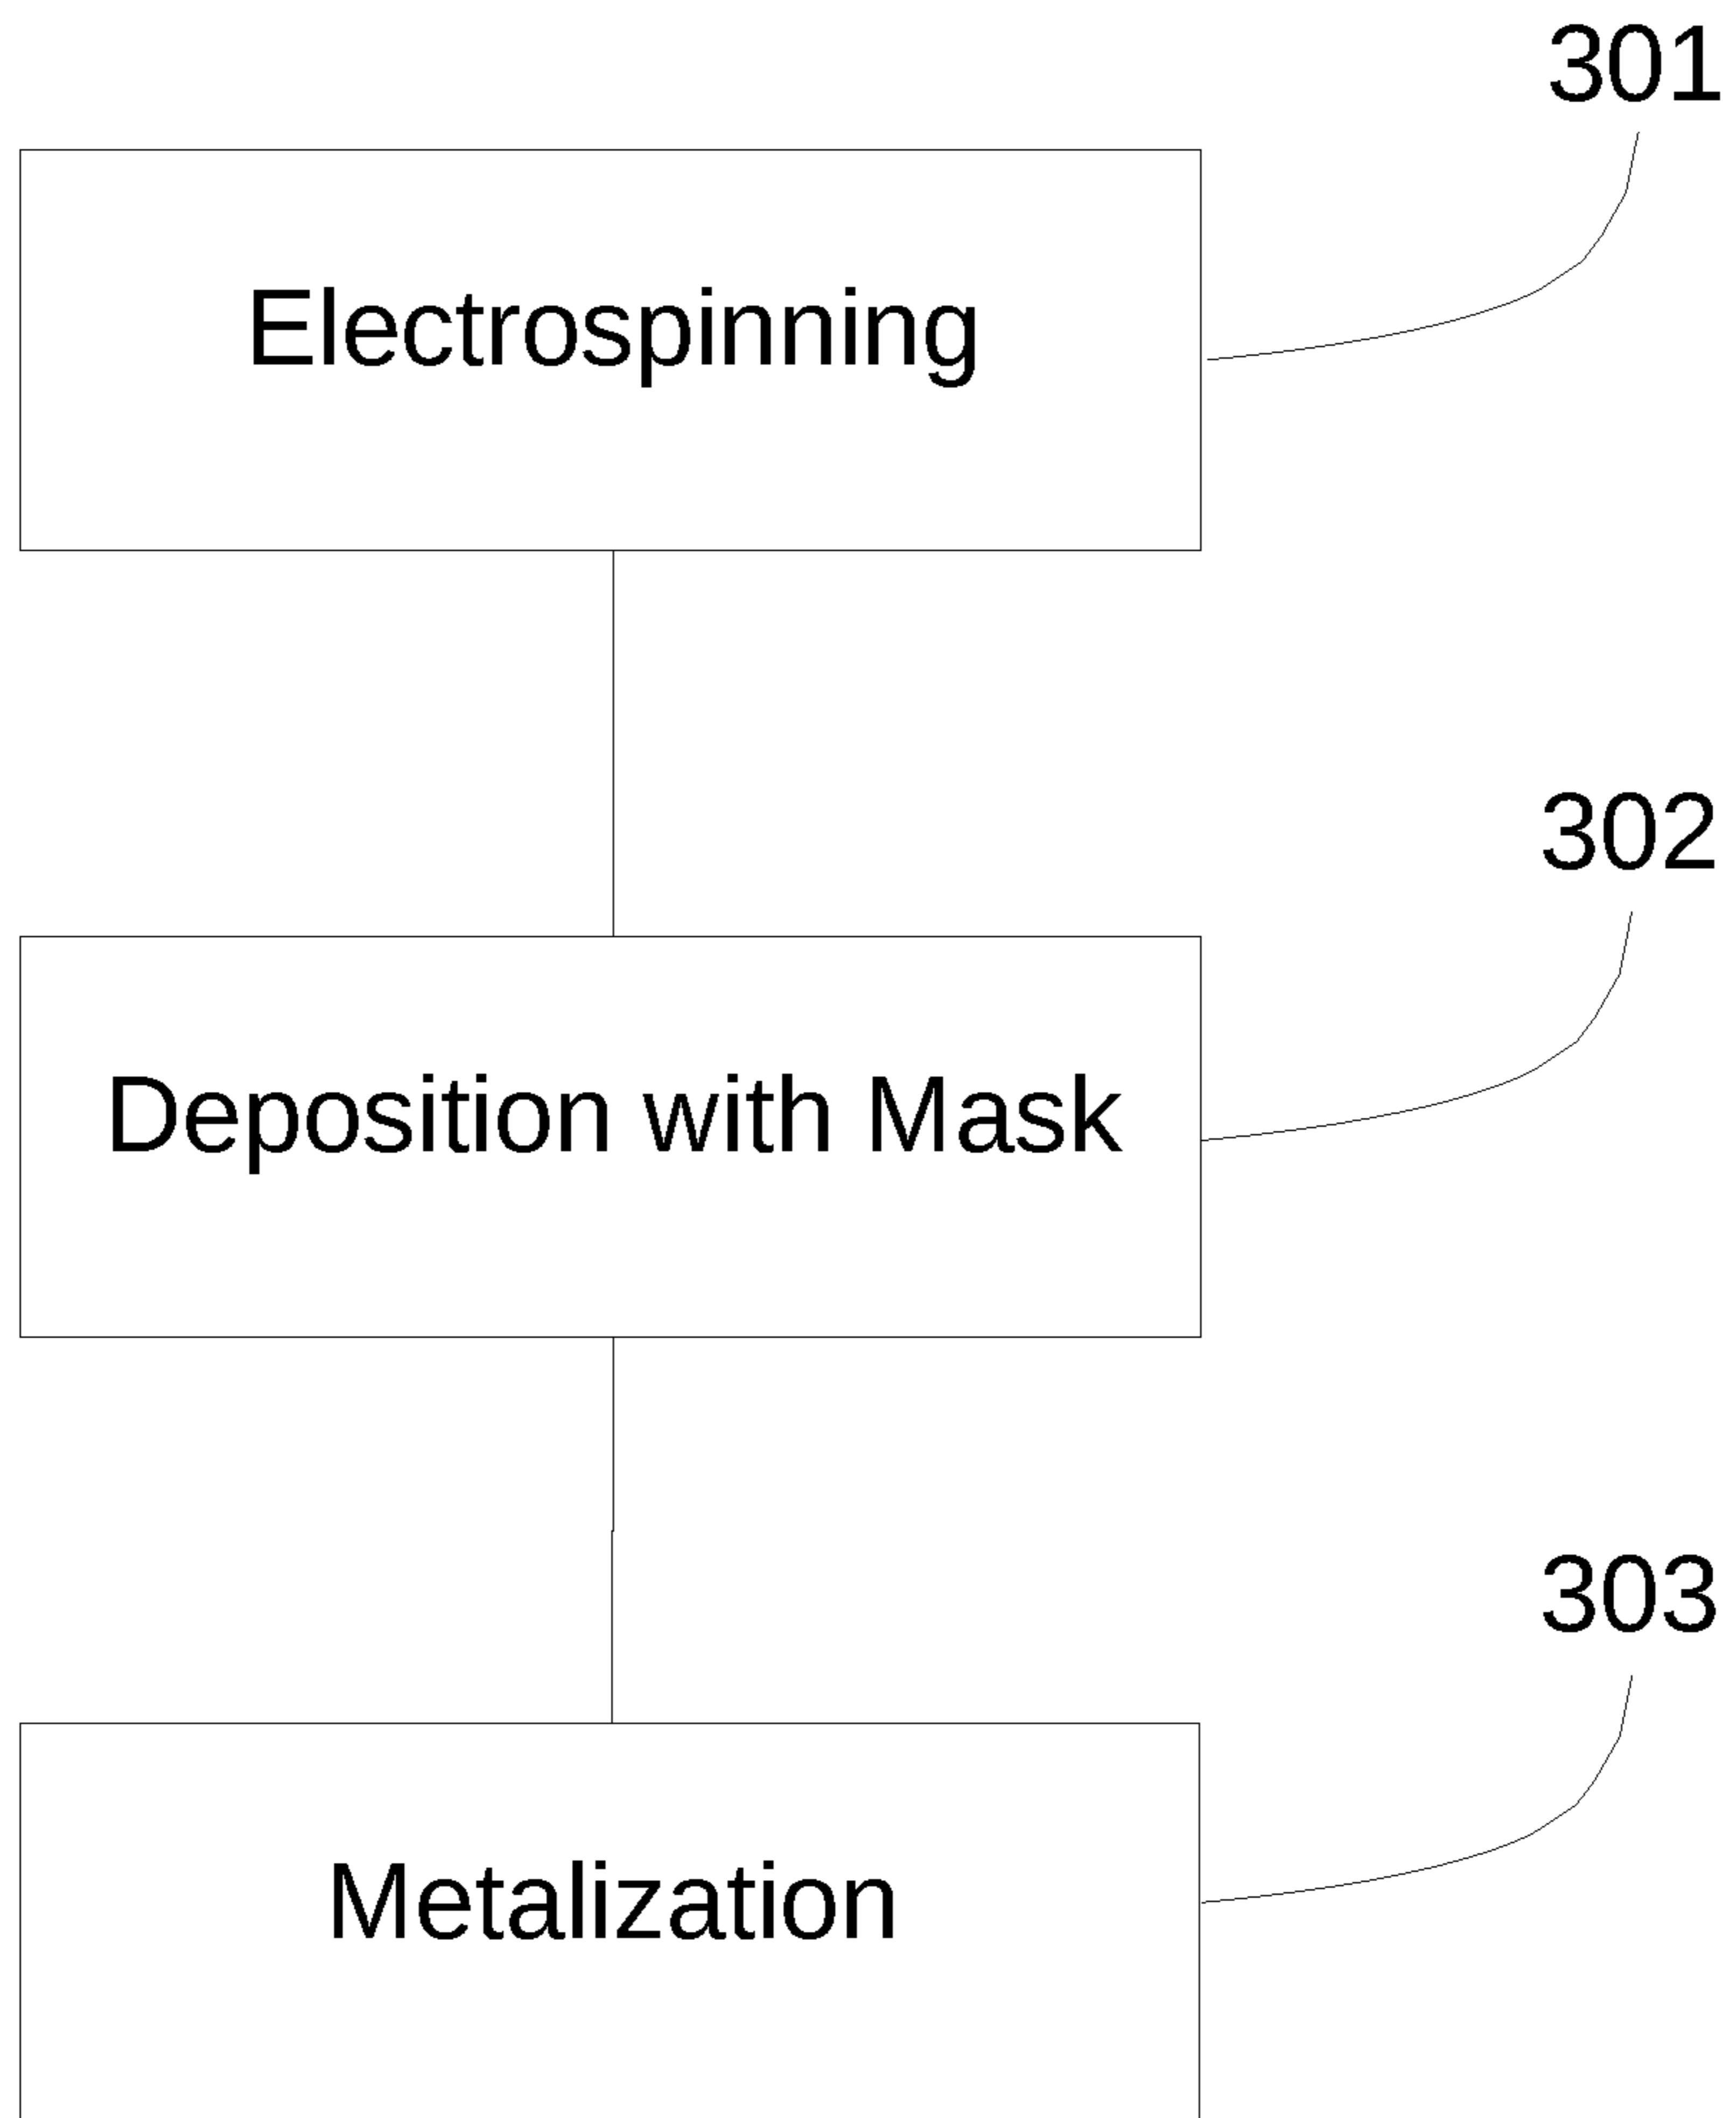 301
Electrospinning
302
Deposition with Mask
303
Metalization